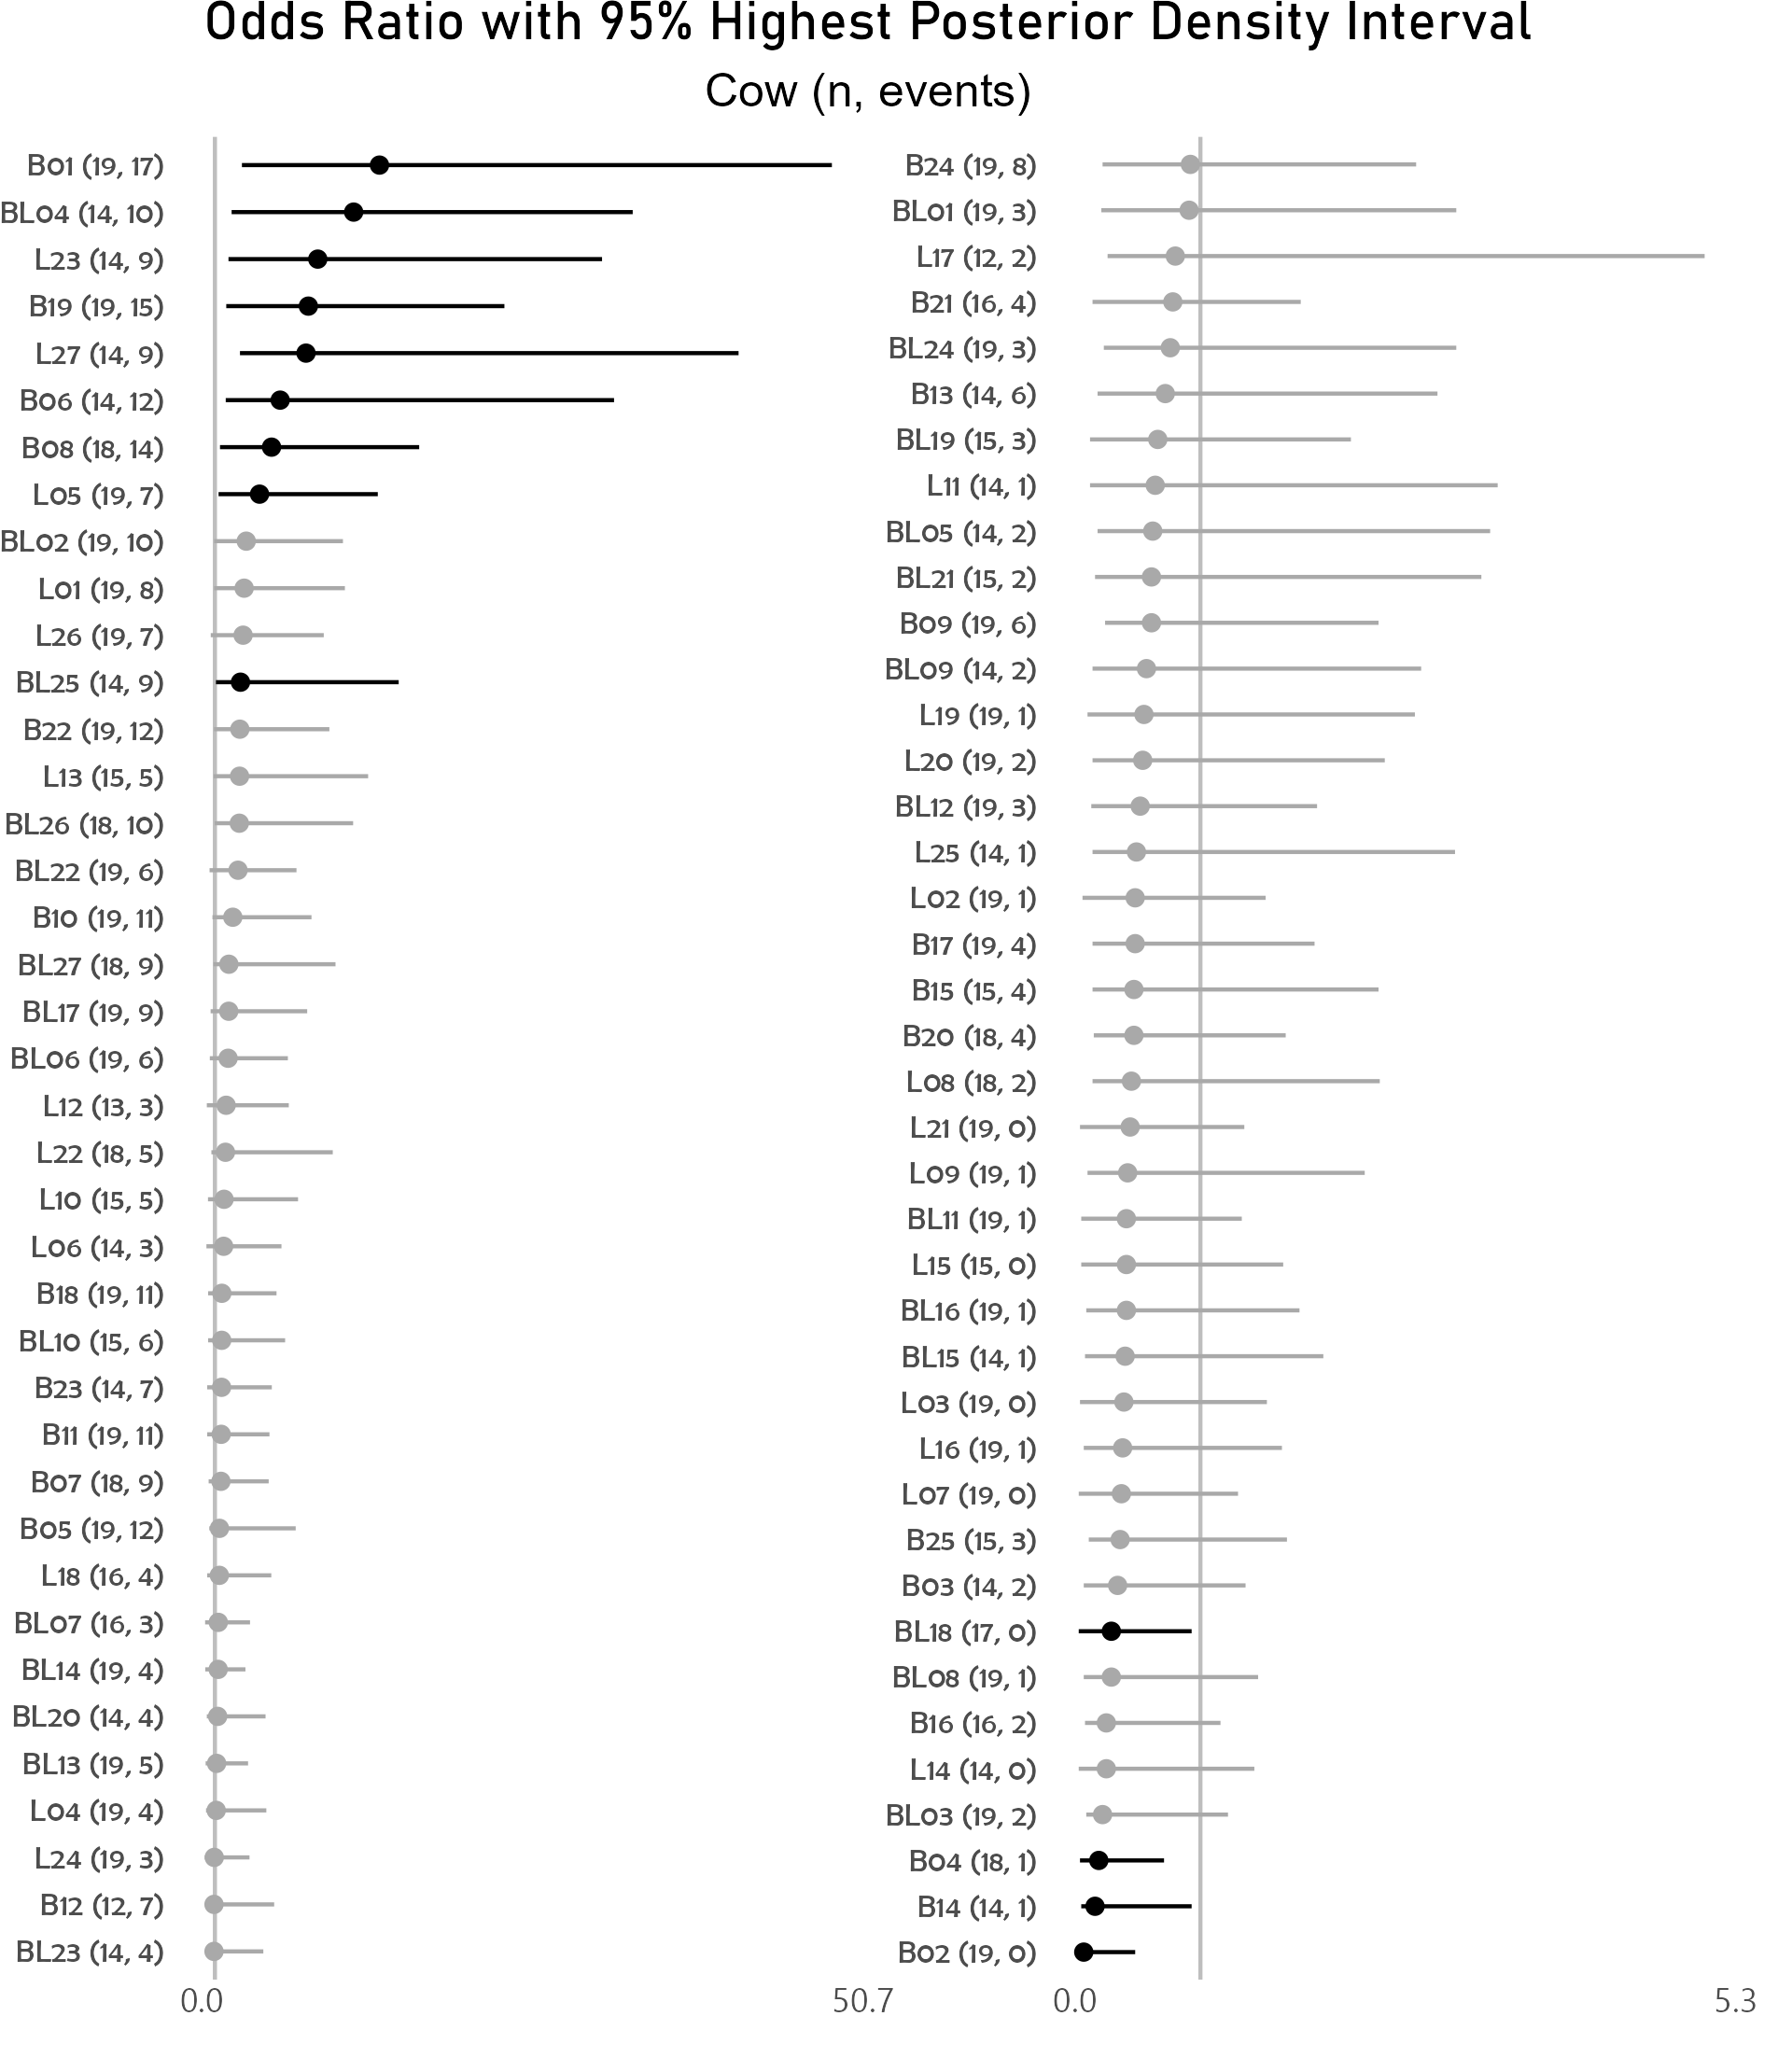 Odds Ratio with 95% Highest Posterior Density Interval
Cow (n, events)
B01 (19, 17)
BL04 (14, 10)
L23 (14, 9)
B19 (19, 15)
L27 (14, 9)
B06 (14, 12)
B08 (18, 14)
L05 (19, 7)
BL02 (19, 10)
L01 (19, 8)
L26 (19, 7)
BL25 (14, 9)
B22 (19, 12)
L13 (15, 5)
BL26 (18, 10)
BL22 (19, 6)
B10 (19, 11)
BL27 (18, 9)
BL17 (19, 9)
BL06 (19, 6)
L12 (13, 3)
L22 (18, 5)
L10 (15, 5)
L06 (14, 3)
B18 (19, 11)
BL10 (15, 6)
B23 (14, 7)
B11 (19, 11)
B07 (18, 9)
B05 (19, 12)
L18 (16, 4)
BL07 (16, 3)
BL14 (19, 4)
BL20 (14, 4)
BL13 (19, 5)
L04 (19, 4)
L24 (19, 3)
B12 (12, 7)
BL23 (14, 4)
0.0 50.7
B24 (19, 8)
BL01 (19, 3)
L17 (12, 2)
B21 (16, 4)
BL24 (19, 3)
B13 (14, 6)
BL19 (15, 3)
L11 (14, 1)
BL05 (14, 2)
BL21 (15, 2)
B09 (19, 6)
BL09 (14, 2)
L19 (19, 1)
L20 (19, 2)
BL12 (19, 3)
L25 (14, 1)
L02 (19, 1)
B17 (19, 4)
B15 (15, 4)
B20 (18, 4)
L08 (18, 2)
L21 (19, 0)
L09 (19, 1)
BL11 (19, 1)
L15 (15, 0)
BL16 (19, 1)
BL15 (14, 1)
L03 (19, 0)
L16 (19, 1)
L07 (19, 0)
B25 (15, 3)
B03 (14, 2)
BL18 (17, 0)
BL08 (19, 1)
B16 (16, 2)
L14 (14, 0)
BL03 (19, 2)
B04 (18, 1)
B14 (14, 1)
B02 (19, 0)
0.0 5.3